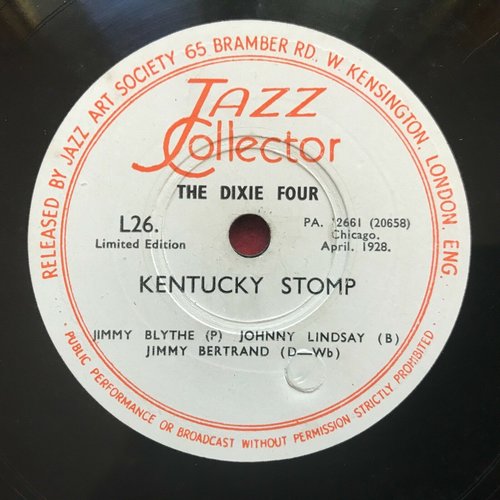 RELEASED BY JAZZ ART SOCIETY 65 BRAMBER RD. W. KENSINGTON, LONDON. ENG.
JAZZ
Collector
THE DIXIE FOUR
L26.
Limited Edition
PA. 12661 (20658)
Chicago.
April. 1928.
KENTUCKY STOMP
JIMMY BLYTHE (P) JOHNNY LINDSAY (B)
JIMMY BERTRAND (D—Wb)
· PUBLIC PERFORMANCE OR BROADCAST WITHOUT PERMISSION STRICTLY PROHIBITED ·